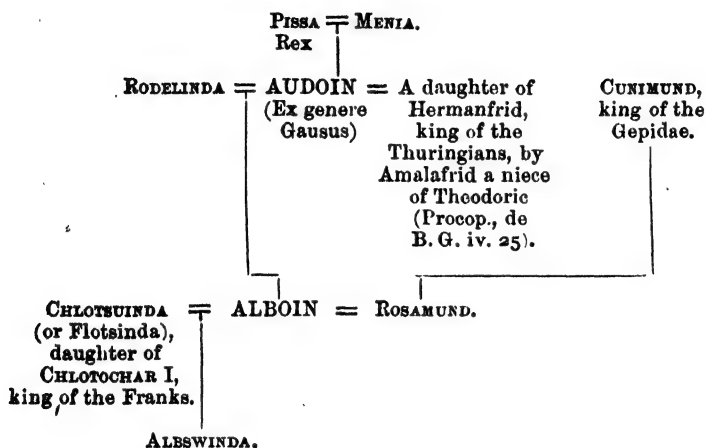 PISSA = MENIA.
Rex
RODELINDA = AUDOIN = A daughter of
(Ex genere
Gausus)
Hermanfrid,
king of the
Thuringians, by
Amalafrid a niece
of Theodoric
(Procop., de
B. G. iv. 25).
CUNIMUND,
king of the
Gepidae.
CHLOTSUINDA = ALBOIN = ROSAMUND.
(or Flotsinda),
daughter of
CHLOTOCHAR I,
king of the Franks.
ALBSWINDA.